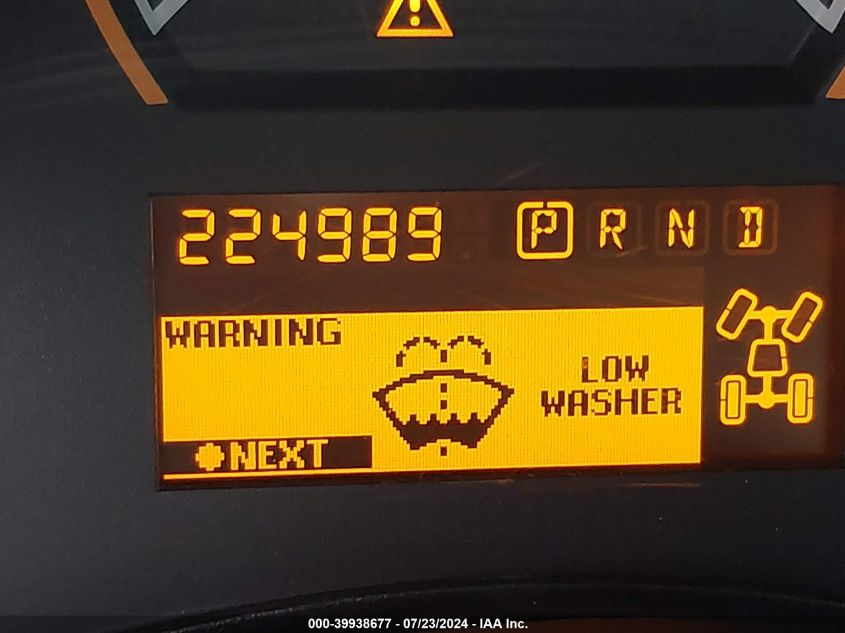 224989 P R N D
WARNING
LOW
WASHER
NEXT
000-39938677 - 07/23/2024 - IAA Inc.